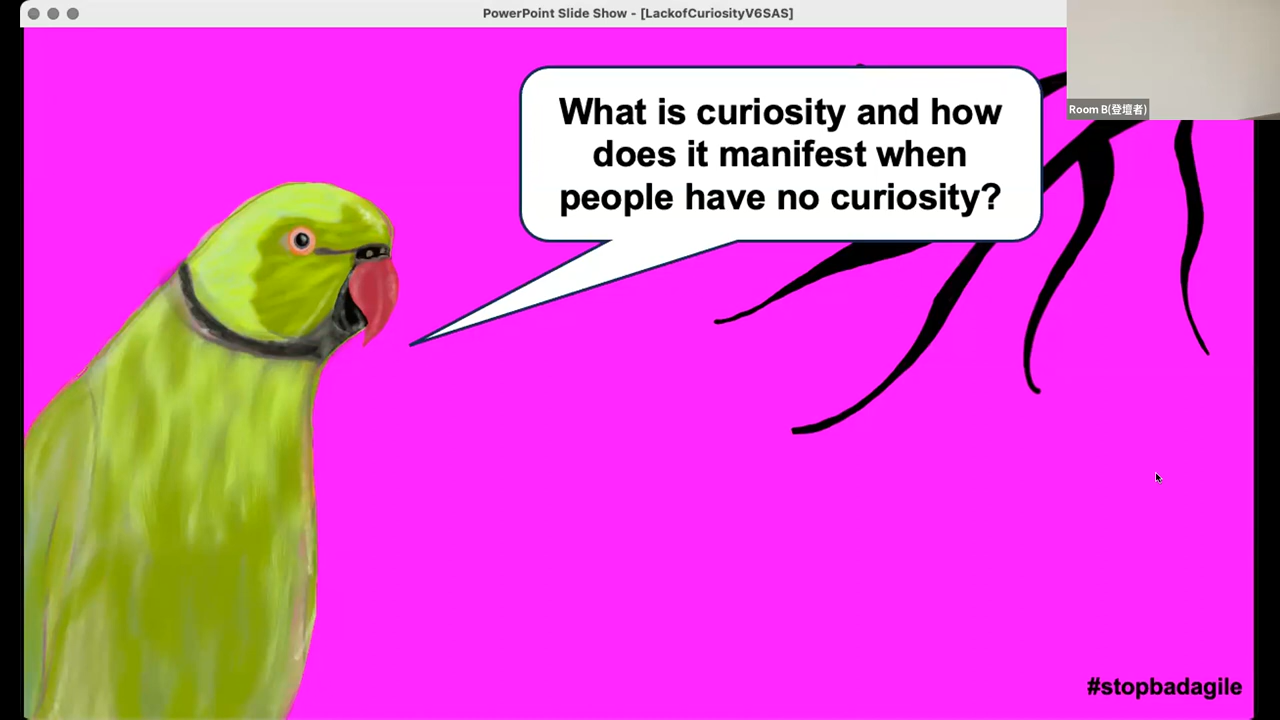 PowerPoint Slide Show - [LackofCuriosityV6SAS]
Room B(登壇者)
What is curiosity and how
does it manifest when
people have no curiosity?
#stopbadagile